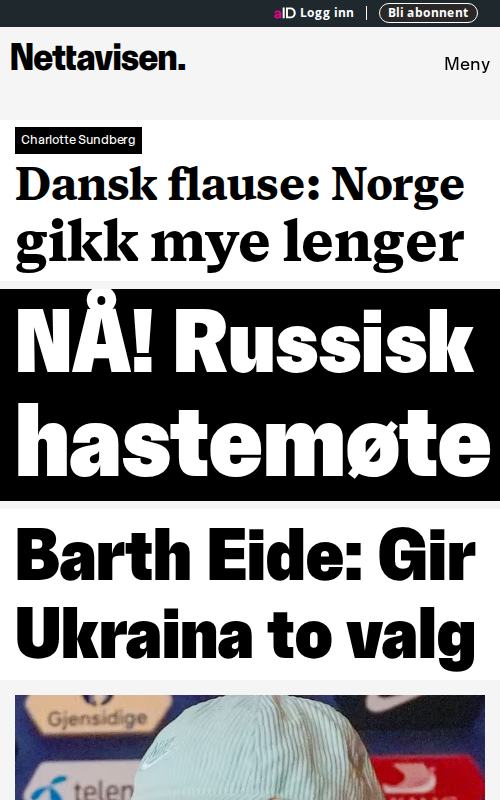 aID Logg inn
Bli abonnent
Nettavisen.
Meny
Charlotte Sundberg
Dansk flause: Norge
gikk mye lenger
NÅ! Russisk
hastemøte
Barth Eide: Gir
Ukraina to valg
Gjensidige
telen